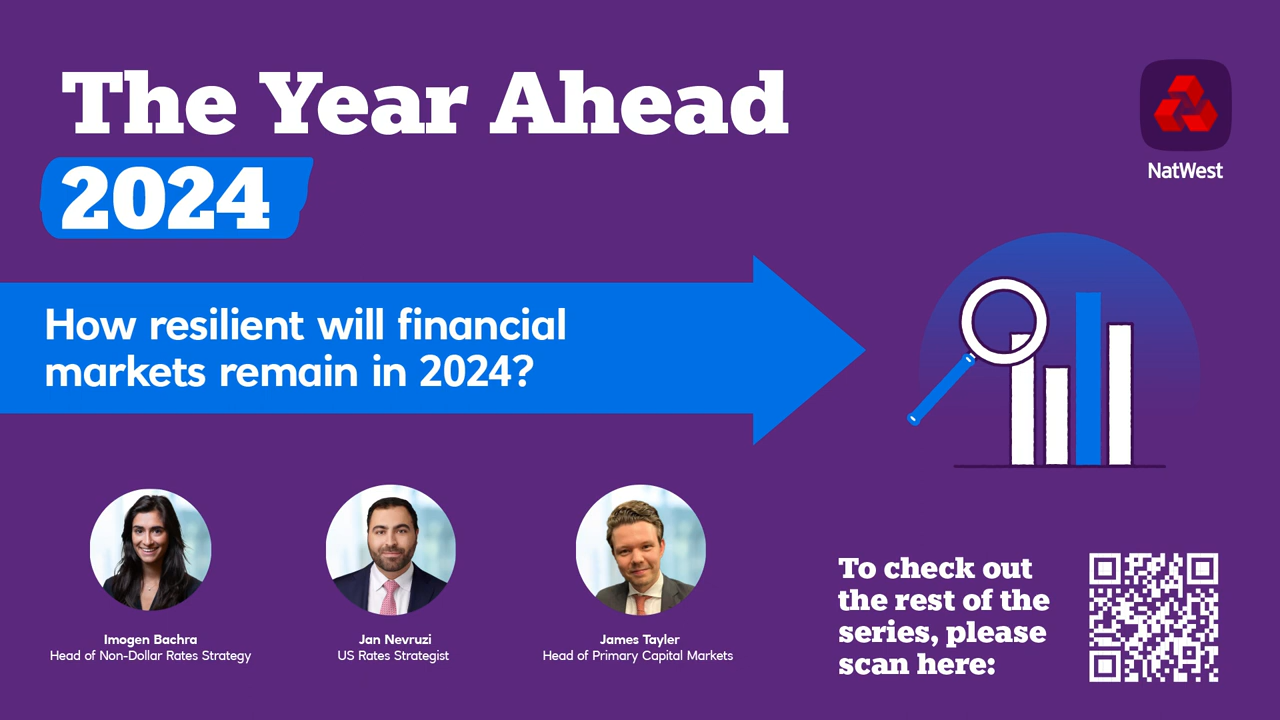 The Year Ahead
2024
NatWest
How resilient will financial
markets remain in 2024?
Imogen Bachra
Head of Non-Dollar Rates Strategy
Jan Nevruzi
US Rates Strategist
James Tayler
Head of Primary Capital Markets
To check out
the rest of the
series, please
scan here: